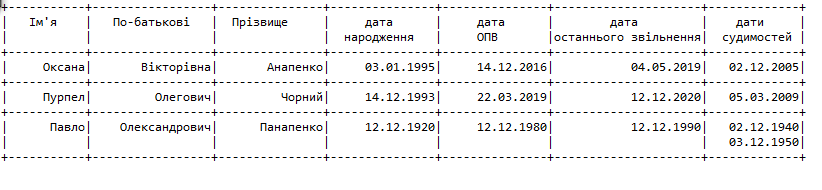 Ім'я По-батькові Прізвище дата дата дата дати
народження ОПВ останнього звільнення судимостей
Оксана Вікторівна Анапенко 03.01.1995 14.12.2016 04.05.2019 02.12.2005
Пурпел Олегович Чорний 14.12.1993 22.03.2019 12.12.2020 05.03.2009
Павло Олександрович Панапенко 12.12.1920 12.12.1980 12.12.1990 02.12.1940
03.12.1950